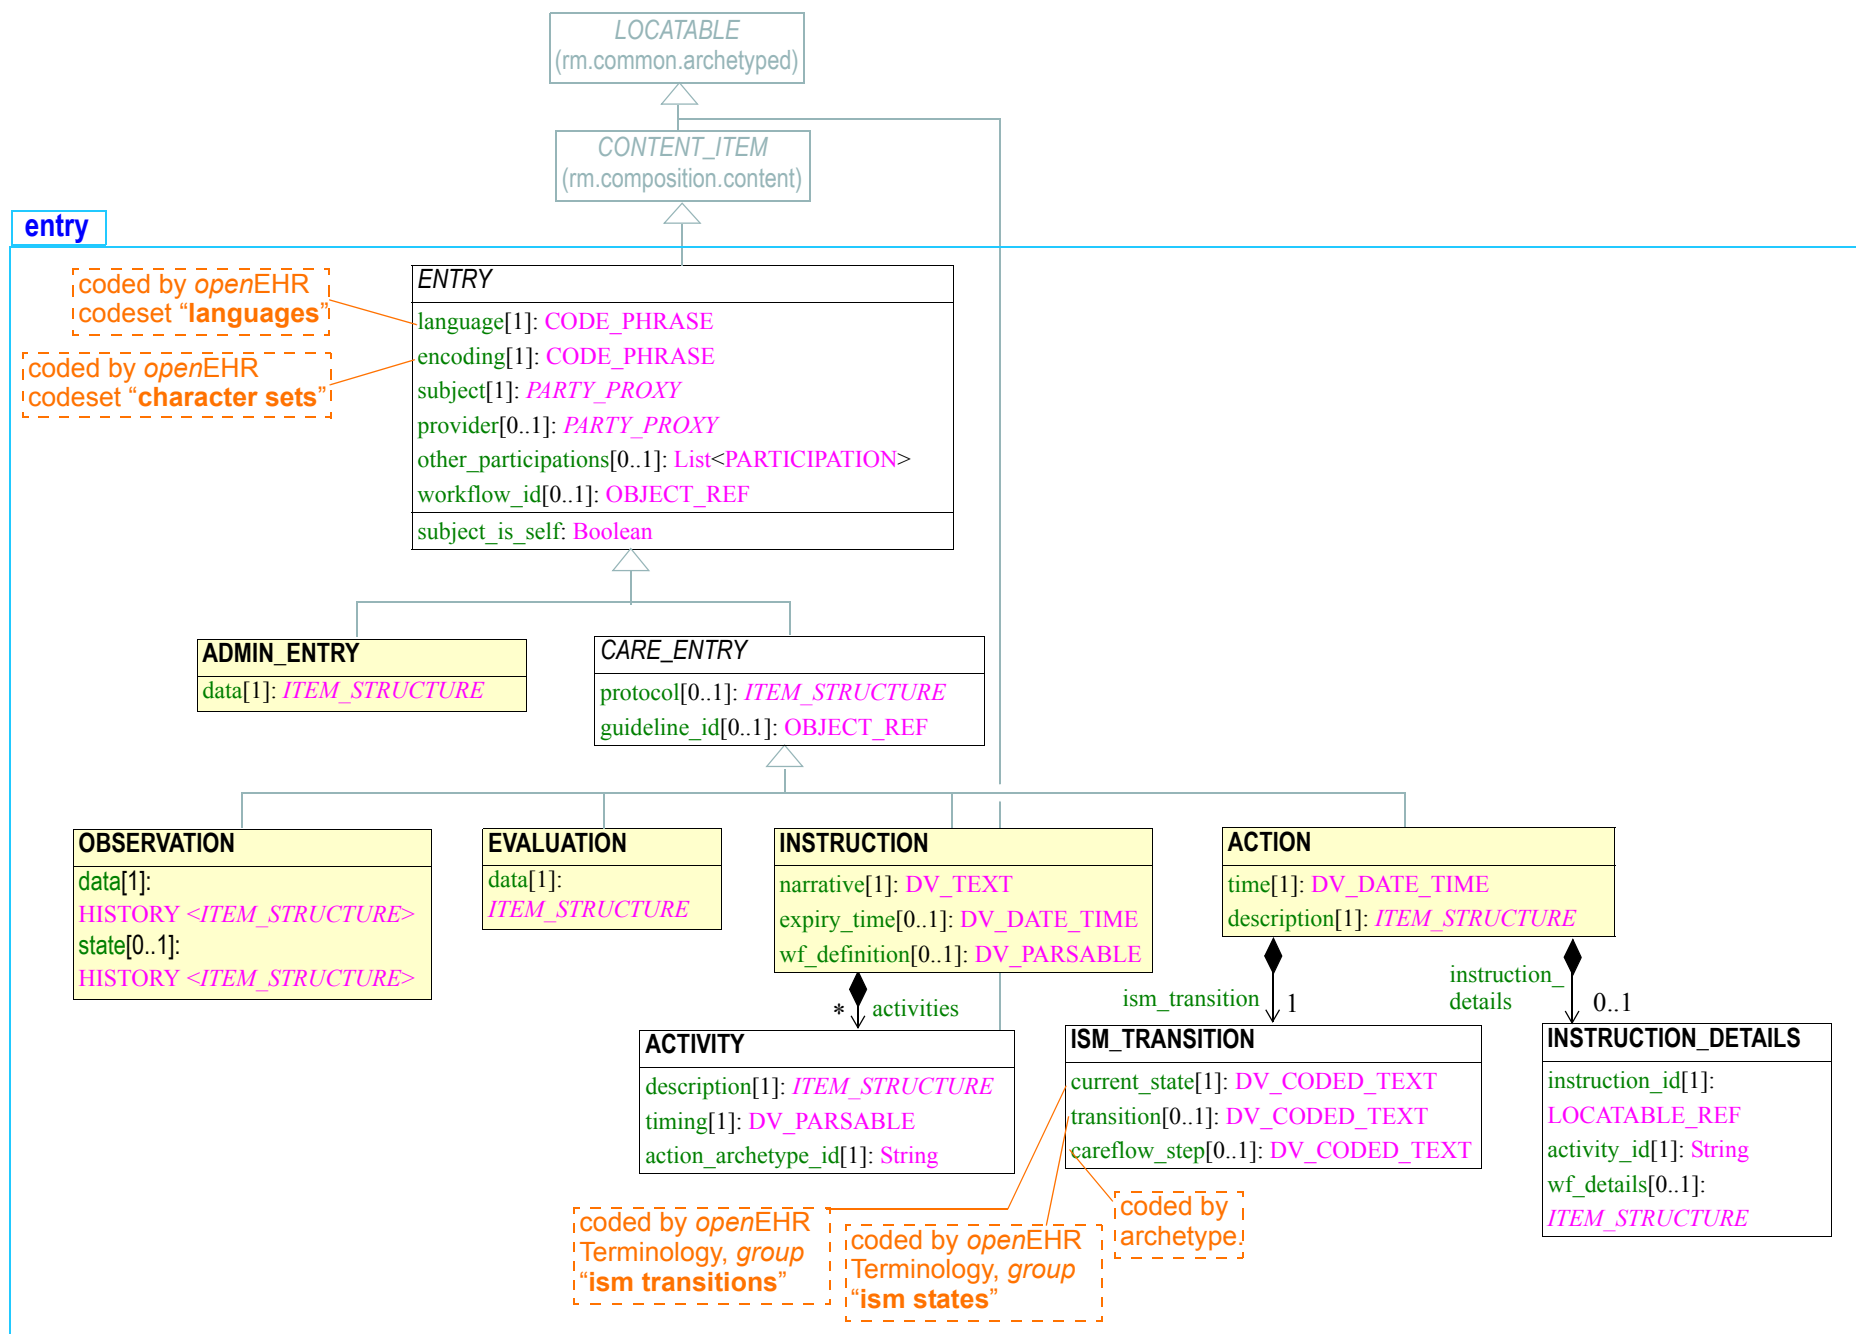 LOCATABLE
(rm.common.archetyped)
CONTENT_ITEM
(rm.composition.content)
entry
coded by openEHR
codeset “languages”
coded by openEHR
codeset “character sets”
ENTRY
language[1]: CODE_PHRASE
encoding[1]: CODE_PHRASE
subject[1]: PARTY_PROXY
provider[0..1]: PARTY_PROXY
other_participations[0..1]: List<PARTICIPATION>
workflow_id[0..1]: OBJECT_REF
subject_is_self: Boolean
ADMIN_ENTRY
data[1]: ITEM_STRUCTURE
CARE_ENTRY
protocol[0..1]: ITEM_STRUCTURE
guideline_id[0..1]: OBJECT_REF
OBSERVATION
data[1]:
HISTORY <ITEM_STRUCTURE>
state[0..1]:
HISTORY <ITEM_STRUCTURE>
EVALUATION
data[1]:
ITEM_STRUCTURE
INSTRUCTION
narrative[1]: DV_TEXT
expiry_time[0..1]: DV_DATE_TIME
wf_definition[0..1]: DV_PARSABLE
ACTION
time[1]: DV_DATE_TIME
description[1]: ITEM_STRUCTURE
* activities
ism_transition 1
instruction_
details 0..1
ACTIVITY
description[1]: ITEM_STRUCTURE
timing[1]: DV_PARSABLE
action_archetype_id[1]: String
ISM_TRANSITION
current_state[1]: DV_CODED_TEXT
transition[0..1]: DV_CODED_TEXT
careflow_step[0..1]: DV_CODED_TEXT
INSTRUCTION_DETAILS
instruction_id[1]:
LOCATABLE_REF
activity_id[1]: String
wf_details[0..1]:
ITEM_STRUCTURE
coded by openEHR
Terminology, group
“ism transitions”
coded by openEHR
Terminology, group
“ism states”
coded by
archetype.